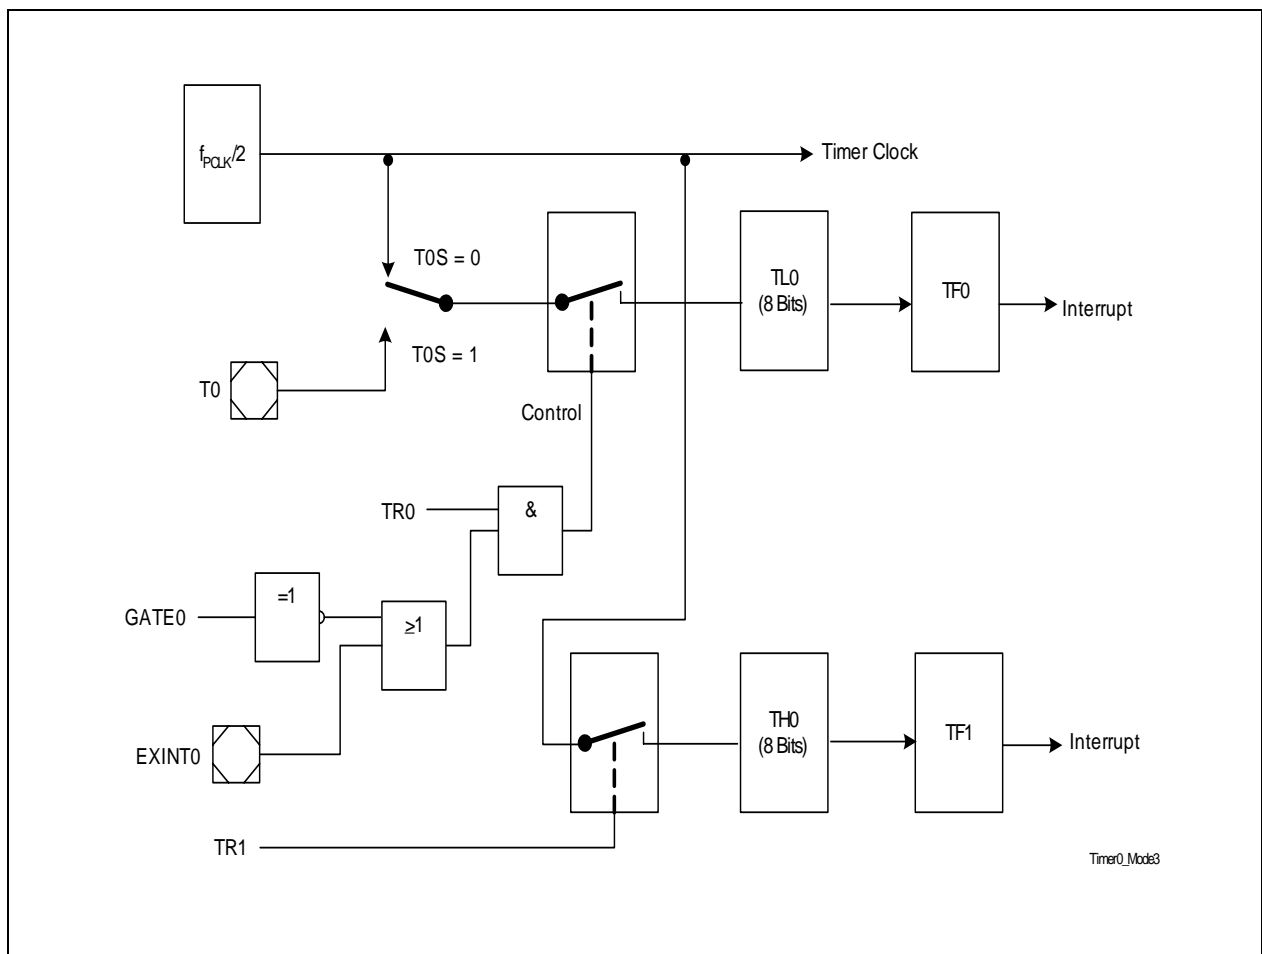 fPCLK/2
Timer Clock
T0S = 0
TL0
(8 Bits)
TF0
Interrupt
T0S = 1
T0
Control
TR0
&
=1
GATE0
≥1
TH0
(8 Bits)
TF1
Interrupt
EXINT0
TR1
Timer0_Mode3